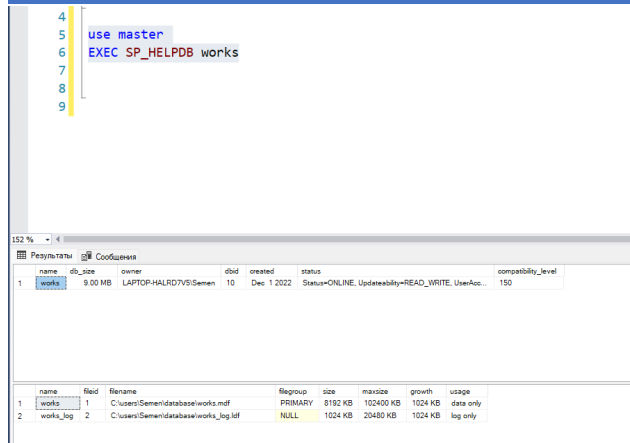 4
5 use master
6 EXEC SP_HELPDB works
7
8
9
152 %
Результаты Сообщения
name db_size owner dbid created status compatibility_level
1 works 9.00 MB LAPTOP-HALRD7V5\Semen 10 Dec 1 2022 Status=ONLINE, Updateability=READ_WRITE, UserAcc... 150
name fileid filename filegroup size maxsize growth usage
1 works 1 C:\users\Semen\database\works.mdf PRIMARY 8192 KB 102400 KB 1024 KB data only
2 works_log 2 C:\users\Semen\database\works_log.ldf NULL 1024 KB 20480 KB 1024 KB log only